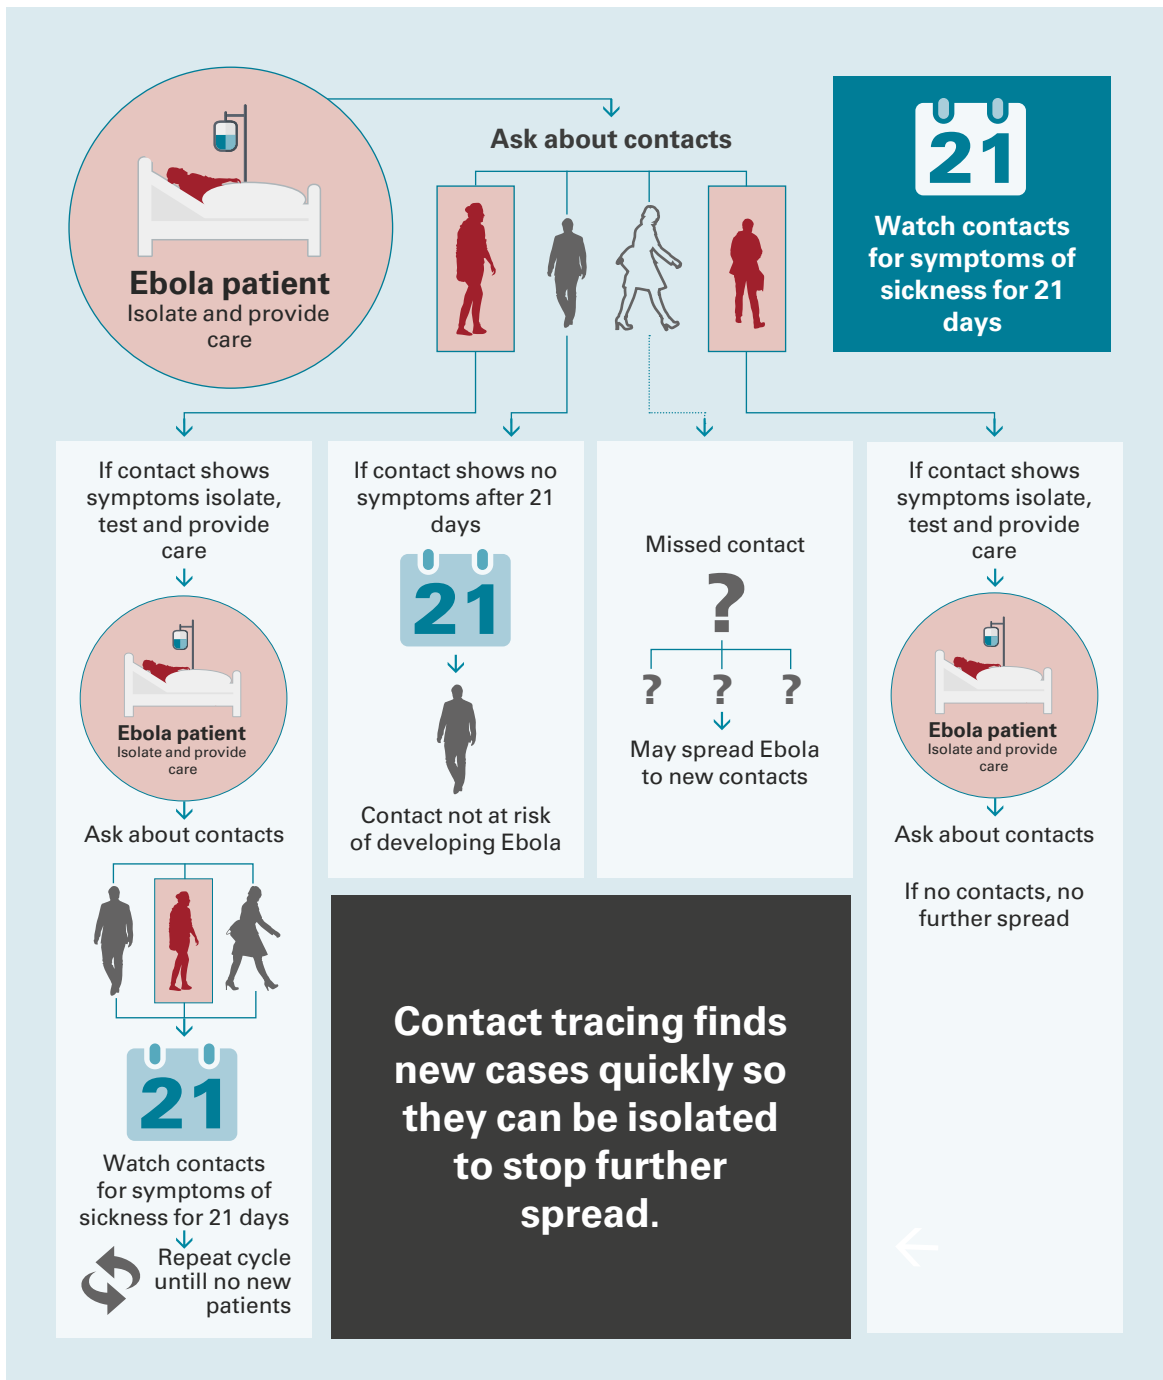 Ebola patient
Isolate and provide
care
Ask about contacts
21
Watch contacts
for symptoms of
sickness for 21
days
If contact shows
symptoms isolate,
test and provide
care
Ebola patient
Isolate and provide
care
Ask about contacts
21
Watch contacts
for symptoms of
sickness for 21 days
Repeat cycle
untill no new
patients
If contact shows no
symptoms after 21
days
21
Contact not at risk
of developing Ebola
Missed contact
?
? ? ?
May spread Ebola
to new contacts
If contact shows
symptoms isolate,
test and provide
care
Ebola patient
Isolate and provide
care
Ask about contacts
If no contacts, no
further spread
Contact tracing finds
new cases quickly so
they can be isolated
to stop further
spread.